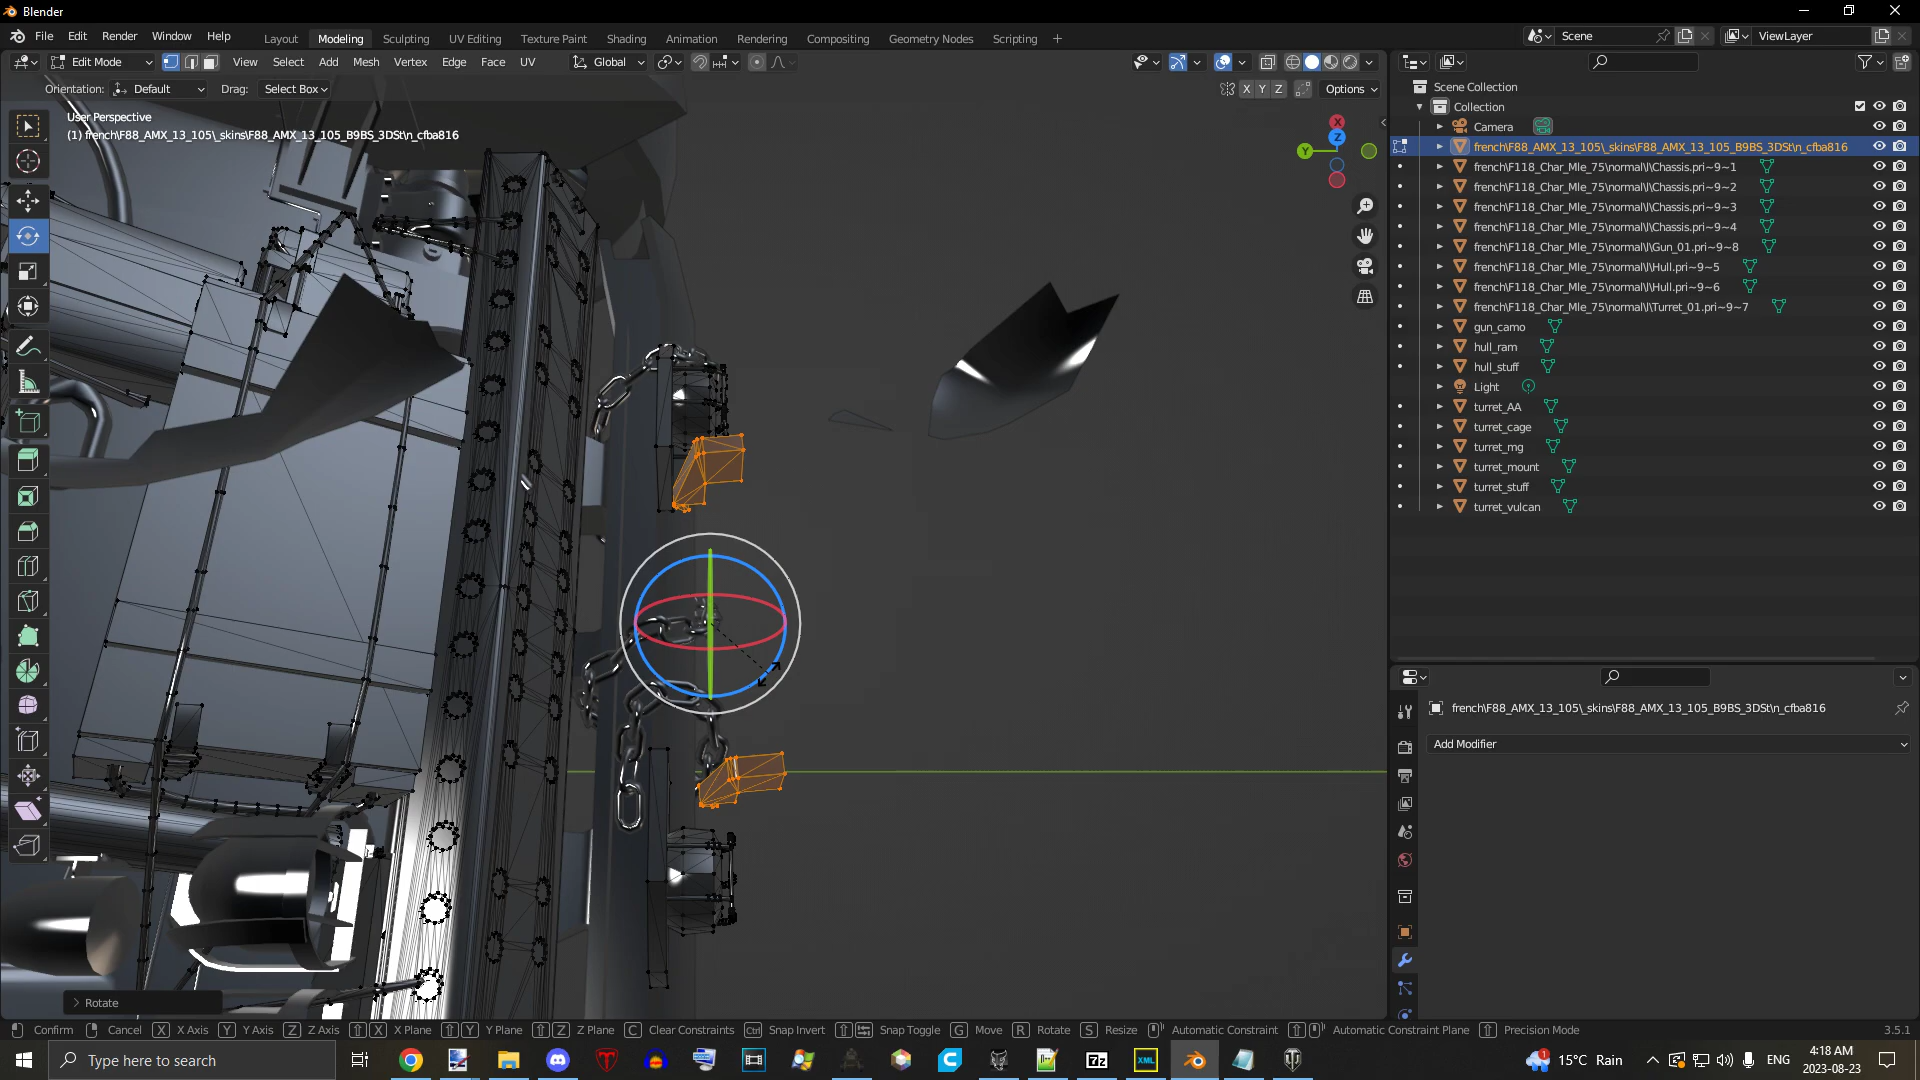 Blender
File Edit Render Window Help
Layout Modeling Sculpting UV Editing Texture Paint Shading Animation Rendering Compositing Geometry Nodes Scripting +
Scene
ViewLayer
Edit Mode View Select Add Mesh Vertex Edge Face UV Global
Orientation: Default Drag: Select Box
X Y Z Options
User Perspective
(1) french\F88_AMX_13_105\_skins\F88_AMX_13_105_B9BS_3DSt\n_cfba816
X
Z
Y
Scene Collection
Collection
Camera
french\F88_AMX_13_105\_skins\F88_AMX_13_105_B9BS_3DSt\n_cfba816
french\F118_Char_Mle_75\normal\l\Chassis.pri~9~1
french\F118_Char_Mle_75\normal\l\Chassis.pri~9~2
french\F118_Char_Mle_75\normal\l\Chassis.pri~9~3
french\F118_Char_Mle_75\normal\l\Chassis.pri~9~4
french\F118_Char_Mle_75\normal\l\Gun_01.pri~9~8
french\F118_Char_Mle_75\normal\l\Hull.pri~9~5
french\F118_Char_Mle_75\normal\l\Hull.pri~9~6
french\F118_Char_Mle_75\normal\l\Turret_01.pri~9~7
gun_camo
hull_ram
hull_stuff
Light
turret_AA
turret_cage
turret_mg
turret_mount
turret_stuff
turret_vulcan
french\F88_AMX_13_105\_skins\F88_AMX_13_105_B9BS_3DSt\n_cfba816
Add Modifier
Rotate
Confirm Cancel X X Axis Y Y Axis Z Z Axis X X Plane Y Y Plane Z Z Plane C Clear Constraints Ctrl Snap Invert Snap Toggle G Move R Rotate S Resize Automatic Constraint Automatic Constraint Plane Precision Mode 3.5.1
Type here to search
7z
XML
1
15°C Rain
ENG
4:18 AM
2023-08-23